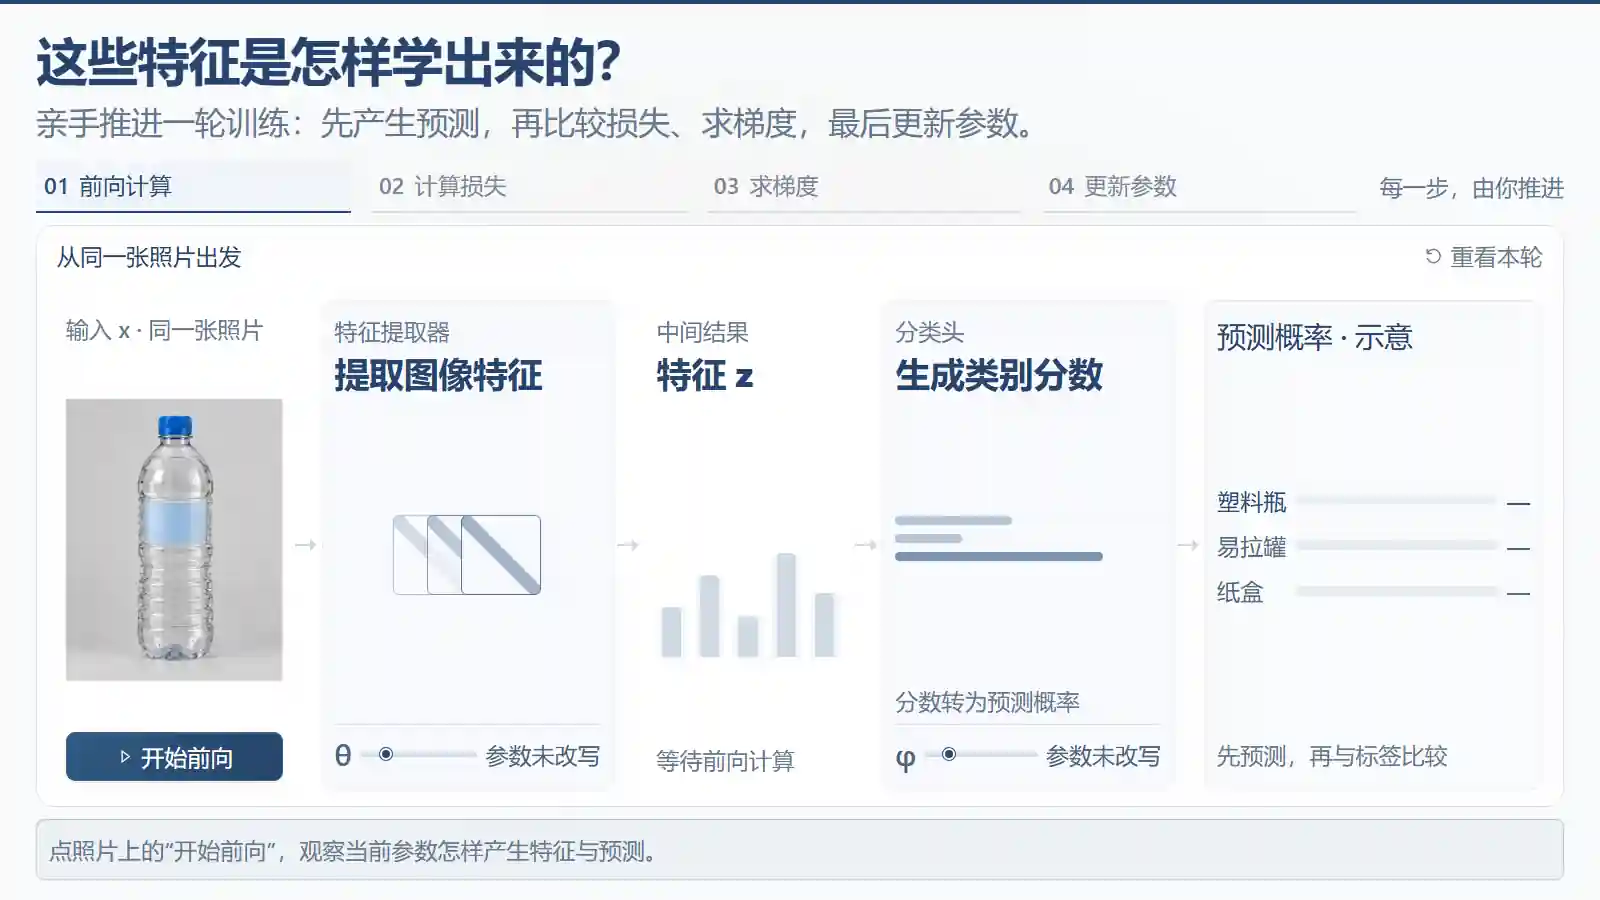 这些特征是怎样学出来的？
亲手推进一轮训练：先产生预测，再比较损失、求梯度，最后更新参数。
01 前向计算
02 计算损失
03 求梯度
04 更新参数
每一步，由你推进
从同一张照片出发
重看本轮
输入 x · 同一张照片
开始前向
特征提取器
提取图像特征
θ 参数未改写
中间结果
特征 z
等待前向计算
分类头
生成类别分数
分数转为预测概率
φ 参数未改写
预测概率 · 示意
塑料瓶 —
易拉罐 —
纸盒 —
先预测，再与标签比较
点照片上的“开始前向”，观察当前参数怎样产生特征与预测。